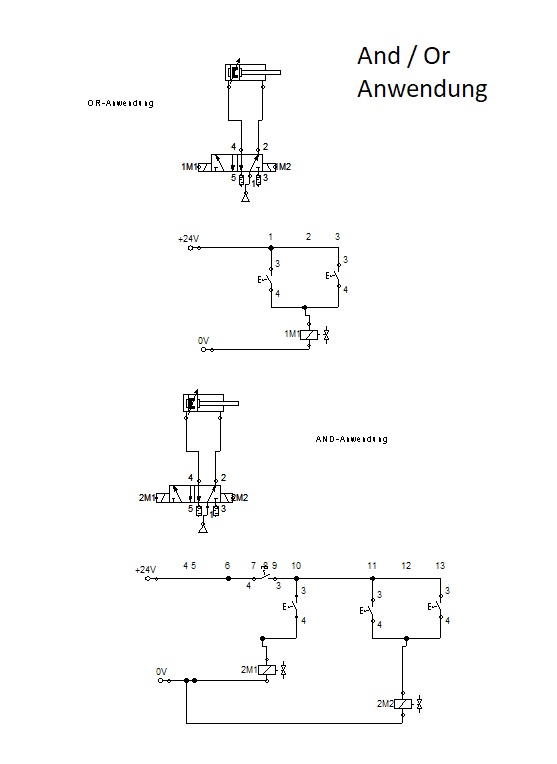 And / Or
Anwendung
OR-Anwendung
4 2
1M1 1M2
5 1 3
+24V 1 2 3
3 3
E E
4 4
1M1
0V
AND-Anwendung
4 2
2M1 2M2
5 1 3
+24V 4 5 6 7 8 9 10 11 12 13
4 3
3 3 3
E E E
4 4 4
0V 2M1
2M2